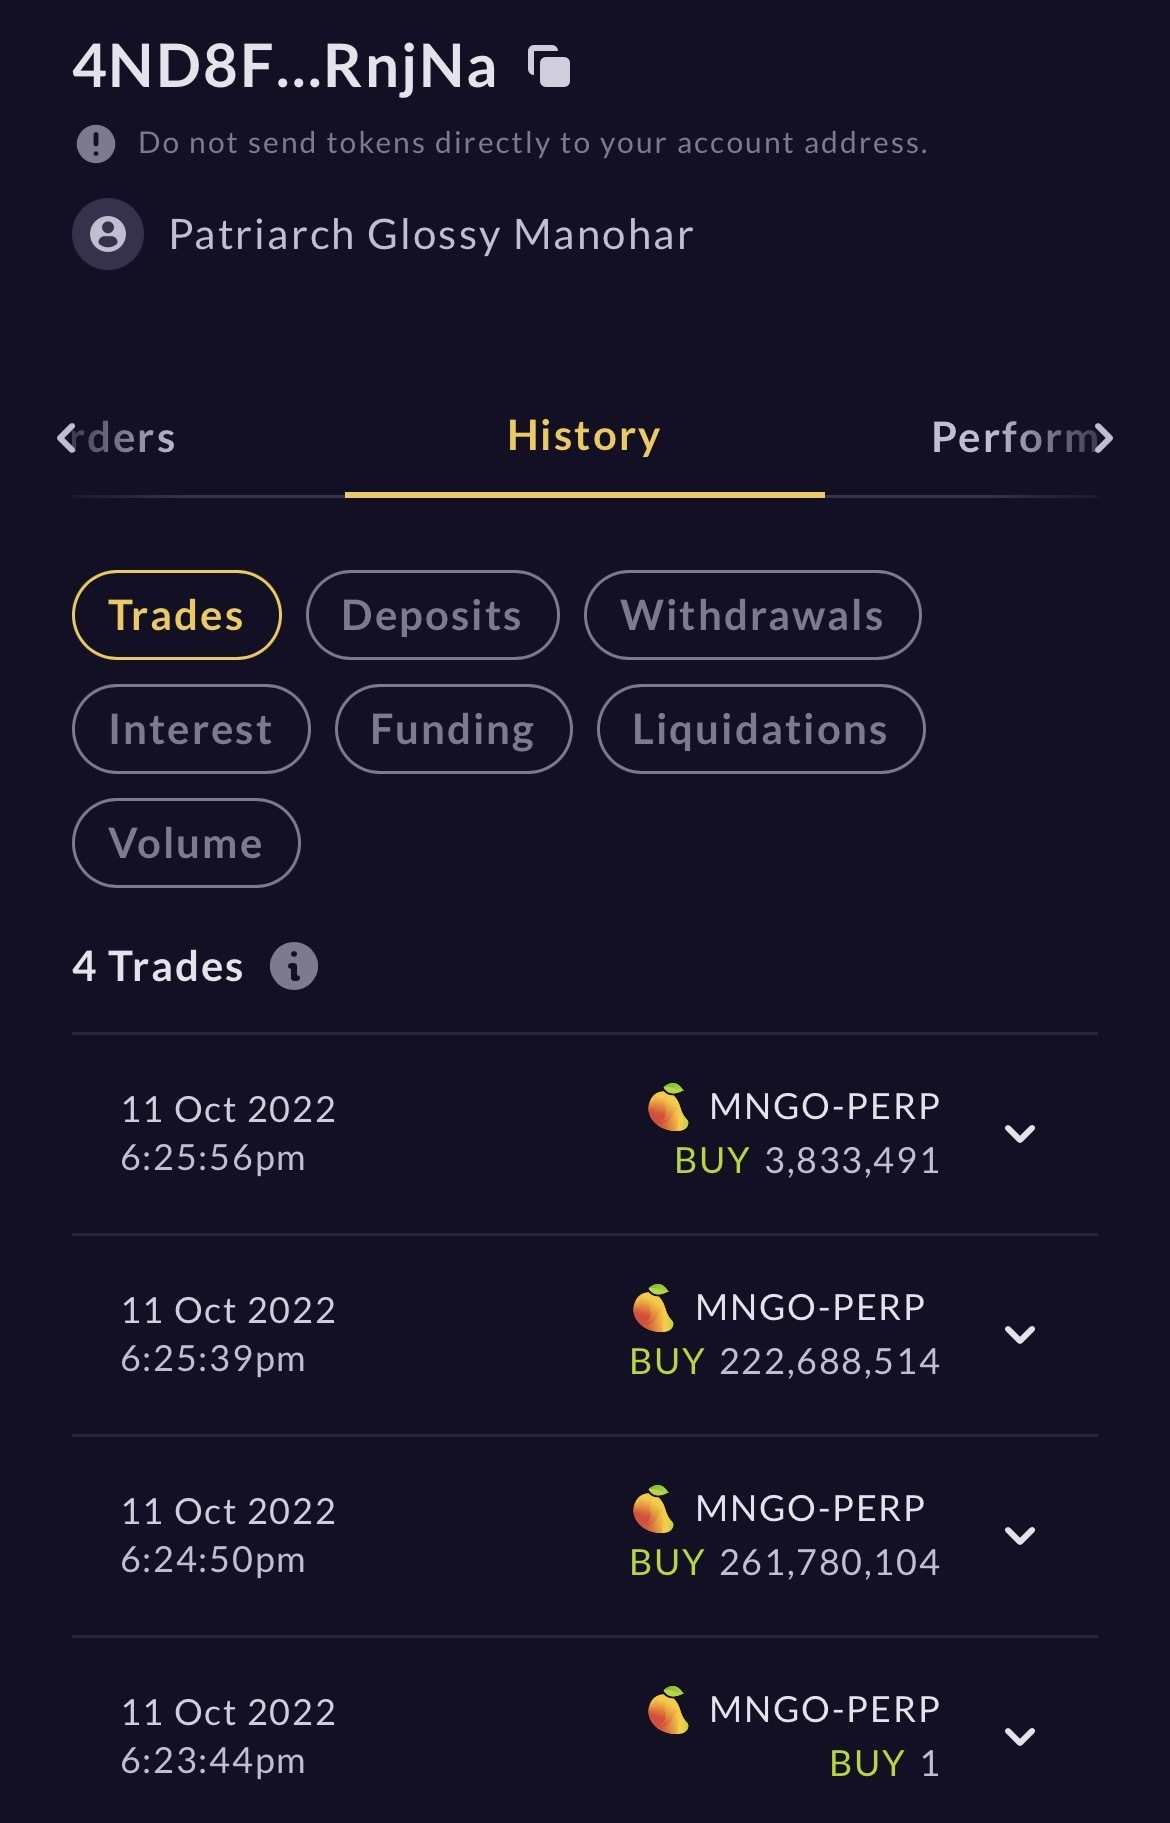 4ND8F...RnjNa
Do not send tokens directly to your account address.
Patriarch Glossy Manohar
rders History Perform
Trades Deposits Withdrawals
Interest Funding Liquidations
Volume
4 Trades
11 Oct 2022 MNGO-PERP
6:25:56pm BUY 3,833,491
11 Oct 2022 MNGO-PERP
6:25:39pm BUY 222,688,514
11 Oct 2022 MNGO-PERP
6:24:50pm BUY 261,780,104
11 Oct 2022 MNGO-PERP
6:23:44pm BUY 1